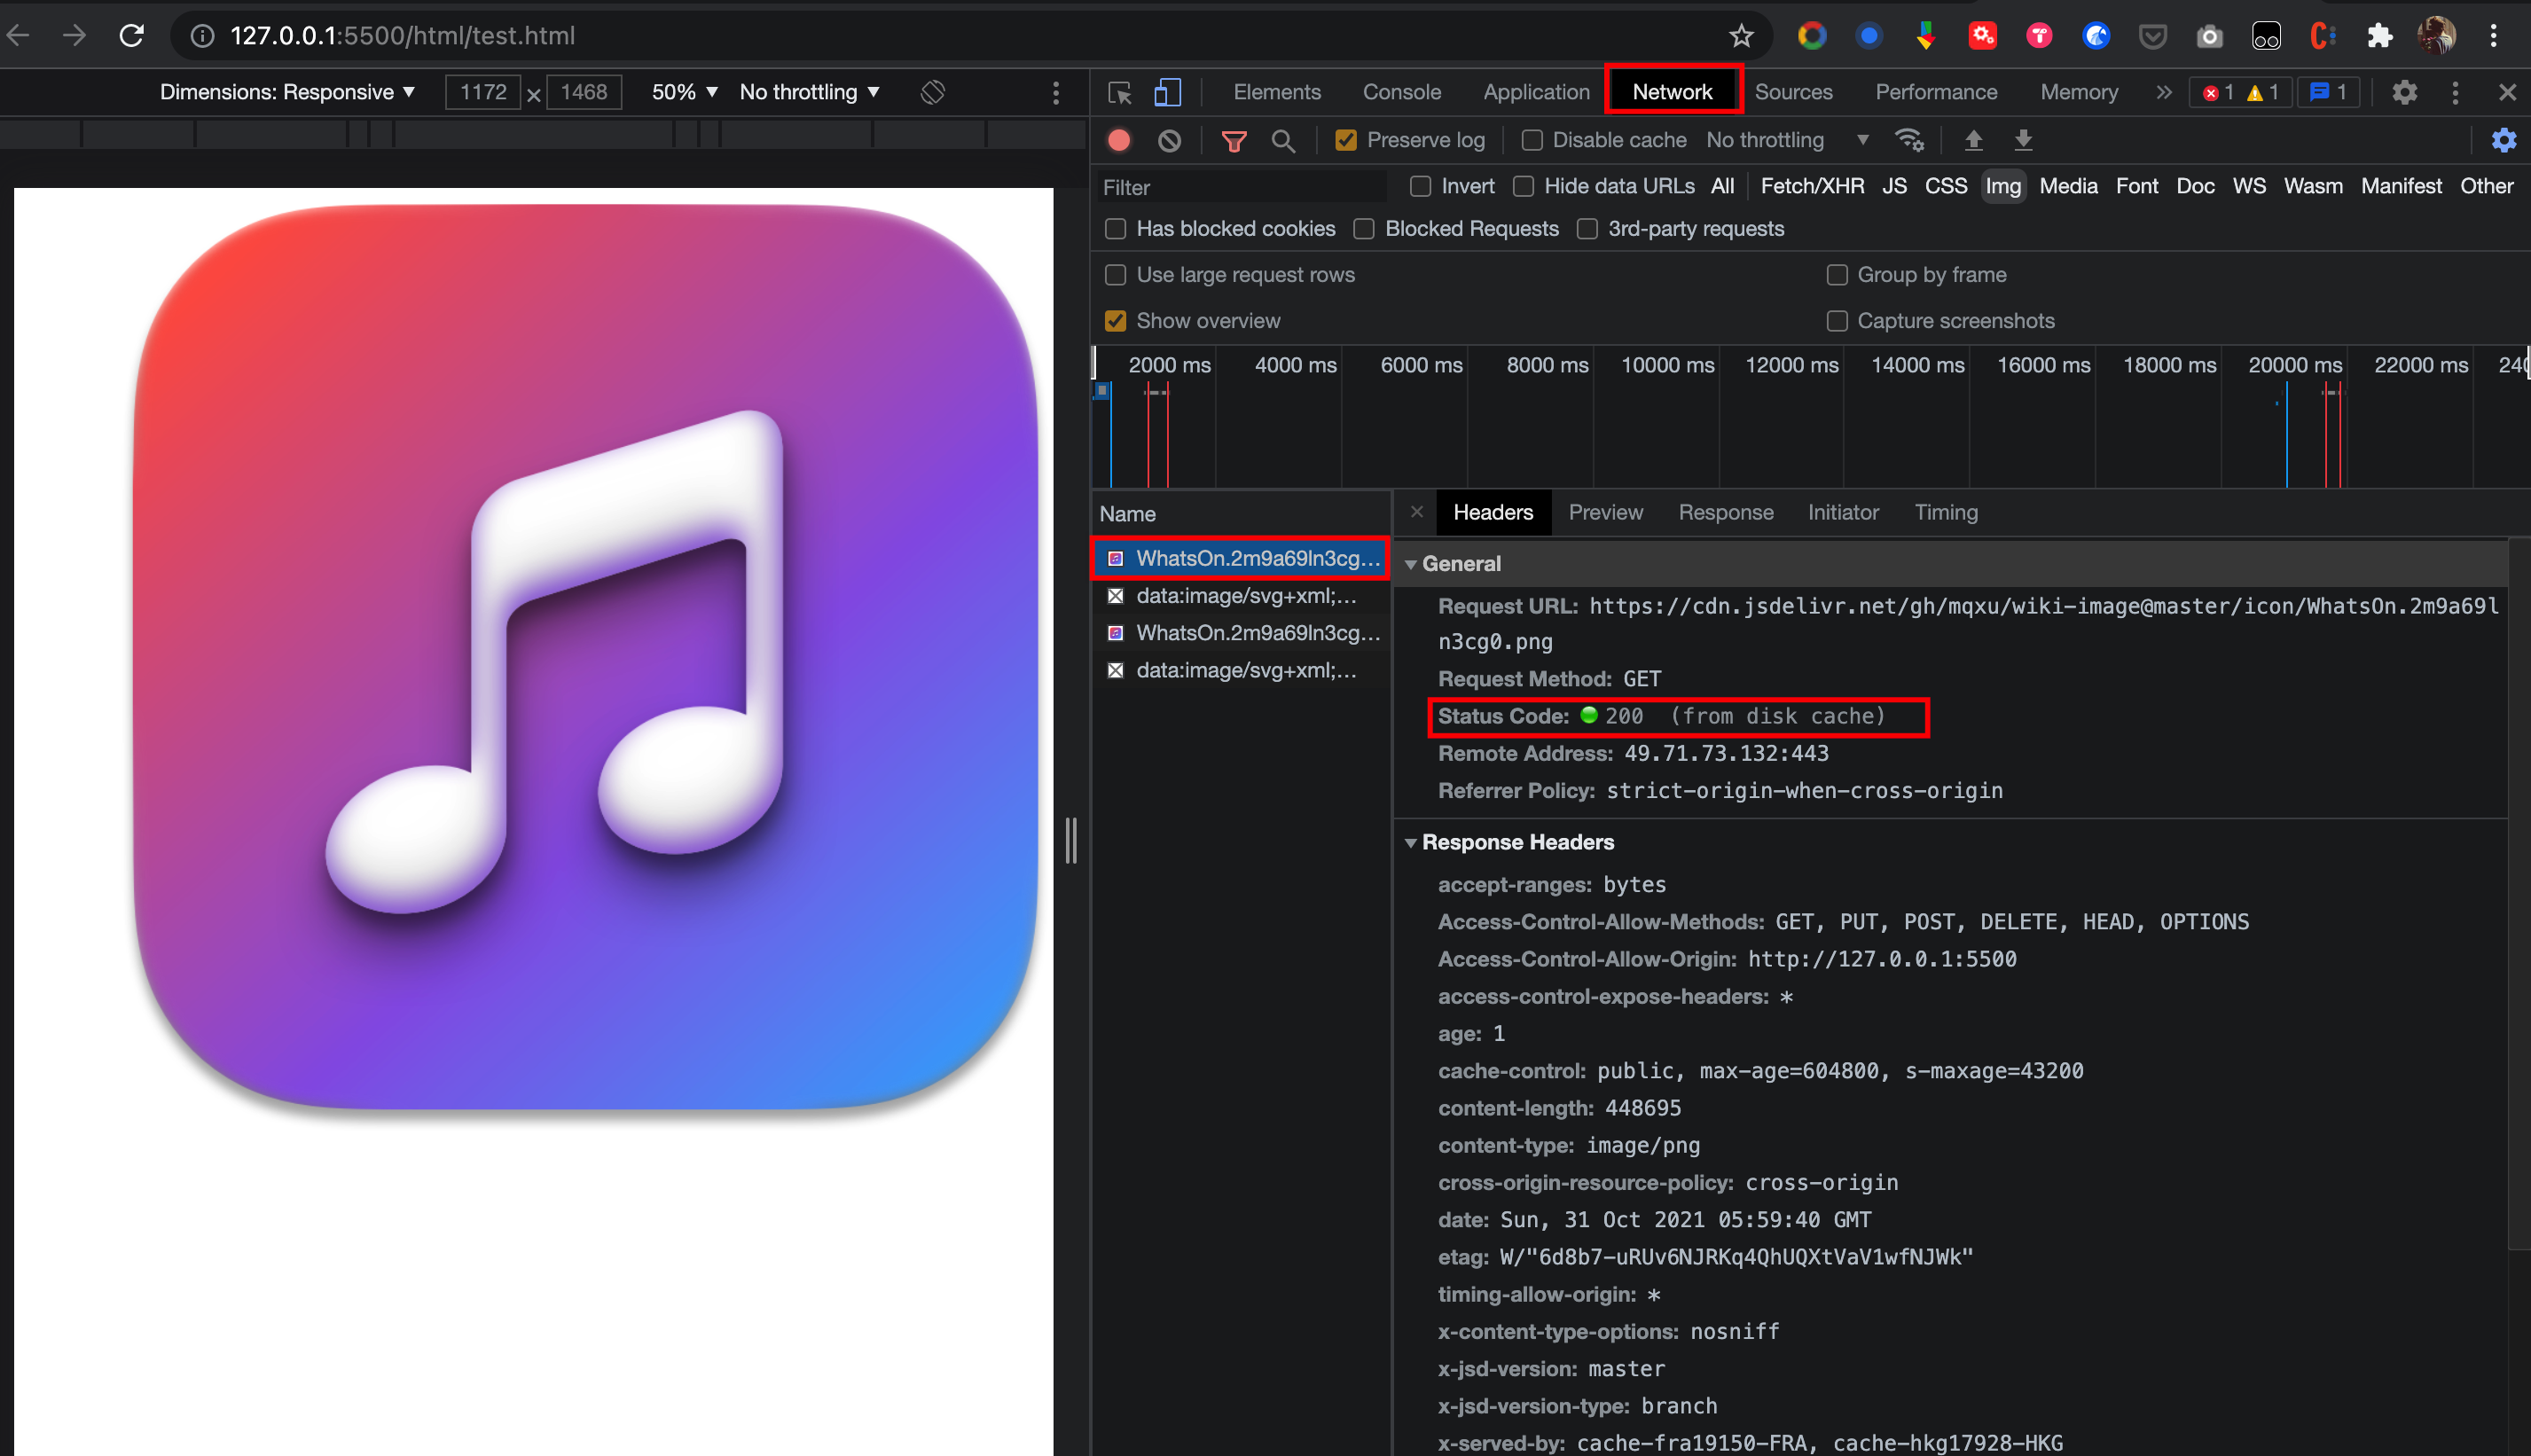 127.0.0.1:5500/html/test.html
Dimensions: Responsive ▼ 1172 × 1468 50% ▼ No throttling ▼
Elements Console Application Network Sources Performance Memory » 1 1 1
Preserve log Disable cache No throttling ▼
Filter Invert Hide data URLs All Fetch/XHR JS CSS Img Media Font Doc WS Wasm Manifest Other
Has blocked cookies Blocked Requests 3rd-party requests
Use large request rows Group by frame
Show overview Capture screenshots
2000 ms 4000 ms 6000 ms 8000 ms 10000 ms 12000 ms 14000 ms 16000 ms 18000 ms 20000 ms 22000 ms
Name
WhatsOn.2m9a69ln3cg...
data:image/svg+xml;...
WhatsOn.2m9a69ln3cg...
data:image/svg+xml;...
× Headers Preview Response Initiator Timing
General
Request URL: https://cdn.jsdelivr.net/gh/mqxu/wiki-image@master/icon/WhatsOn.2m9a69l
n3cg0.png
Request Method: GET
Status Code: 200 (from disk cache)
Remote Address: 49.71.73.132:443
Referrer Policy: strict-origin-when-cross-origin
Response Headers
accept-ranges: bytes
Access-Control-Allow-Methods: GET, PUT, POST, DELETE, HEAD, OPTIONS
Access-Control-Allow-Origin: http://127.0.0.1:5500
access-control-expose-headers: *
age: 1
cache-control: public, max-age=604800, s-maxage=43200
content-length: 448695
content-type: image/png
cross-origin-resource-policy: cross-origin
date: Sun, 31 Oct 2021 05:59:40 GMT
etag: W/"6d8b7-uRUv6NJRKq4QhUQXtVaV1wfNJWk"
timing-allow-origin: *
x-content-type-options: nosniff
x-jsd-version: master
x-jsd-version-type: branch
x-served-by: cache-fra19150-FRA, cache-hkg17928-HKG